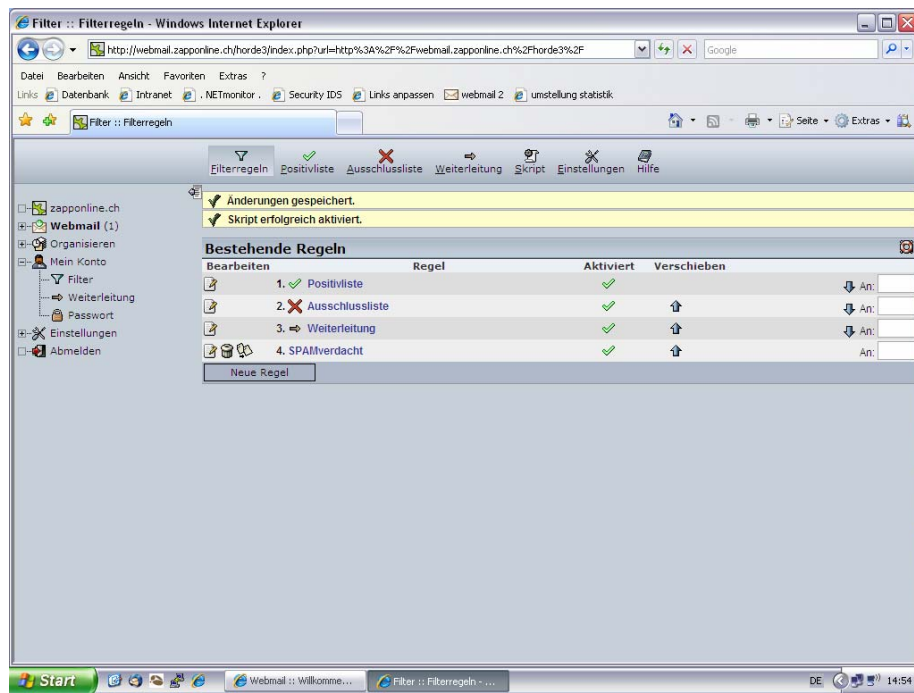 Filter :: Filterregeln - Windows Internet Explorer
http://webmail.zapponline.ch/horde3/index.php?url=http%3A%2F%2Fwebmail.zapponline.ch%2Fhorde3%2F
Google
Datei Bearbeiten Ansicht Favoriten Extras ?
Links Datenbank Intranet .NETmonitor . Security IDS Links anpassen webmail 2 umstellung statistik
Filter :: Filterregeln
Seite Extras
Filterregeln Positivliste Ausschlussliste Weiterleitung Skript Einstellungen Hilfe
zapponline.ch
Webmail (1)
Organisieren
Mein Konto
Filter
Weiterleitung
Passwort
Einstellungen
Abmelden
Änderungen gespeichert.
Skript erfolgreich aktiviert.
Bestehende Regeln
Bearbeiten Regel Aktiviert Verschieben
1. Positivliste An:
2. Ausschlussliste An:
3. Weiterleitung An:
4. SPAMverdacht An:
Neue Regel
Start Webmail :: Willkomme... Filter :: Filterregeln - ... DE 14:54